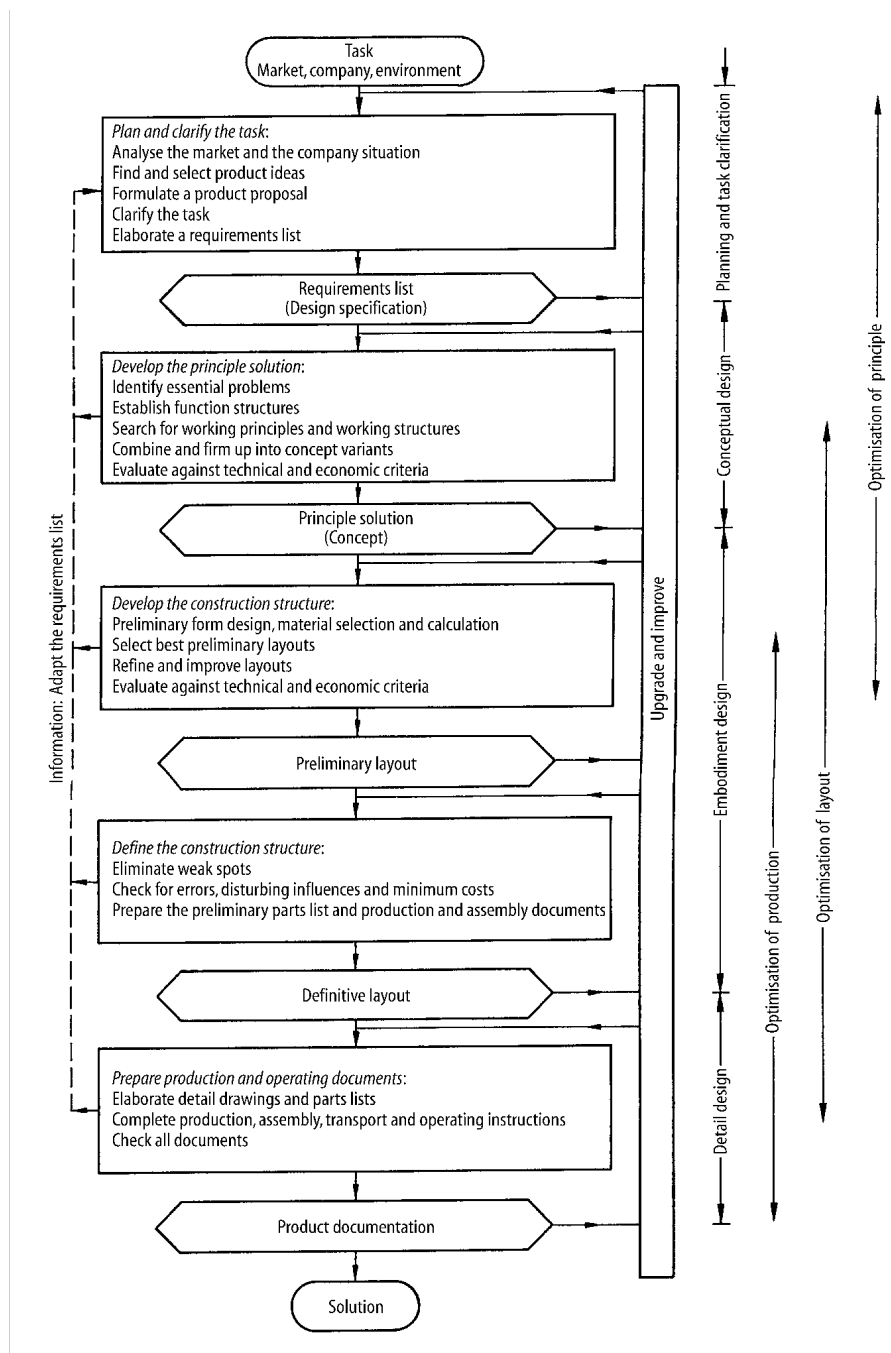 Task
Market, company, environment
Plan and clarify the task:
Analyse the market and the company situation
Find and select product ideas
Formulate a product proposal
Clarify the task
Elaborate a requirements list
Requirements list
(Design specification)
Develop the principle solution:
Identify essential problems
Establish function structures
Search for working principles and working structures
Combine and firm up into concept variants
Evaluate against technical and economic criteria
Principle solution
(Concept)
Develop the construction structure:
Preliminary form design, material selection and calculation
Select best preliminary layouts
Refine and improve layouts
Evaluate against technical and economic criteria
Preliminary layout
Define the construction structure:
Eliminate weak spots
Check for errors, disturbing influences and minimum costs
Prepare the preliminary parts list and production and assembly documents
Definitive layout
Prepare production and operating documents:
Elaborate detail drawings and parts lists
Complete production, assembly, transport and operating instructions
Check all documents
Product documentation
Solution
Information: Adapt the requirements list
Upgrade and improve
Planning and task clarification
Conceptual design
Embodiment design
Detail design
Optimisation of production
Optimisation of layout
Optimisation of principle